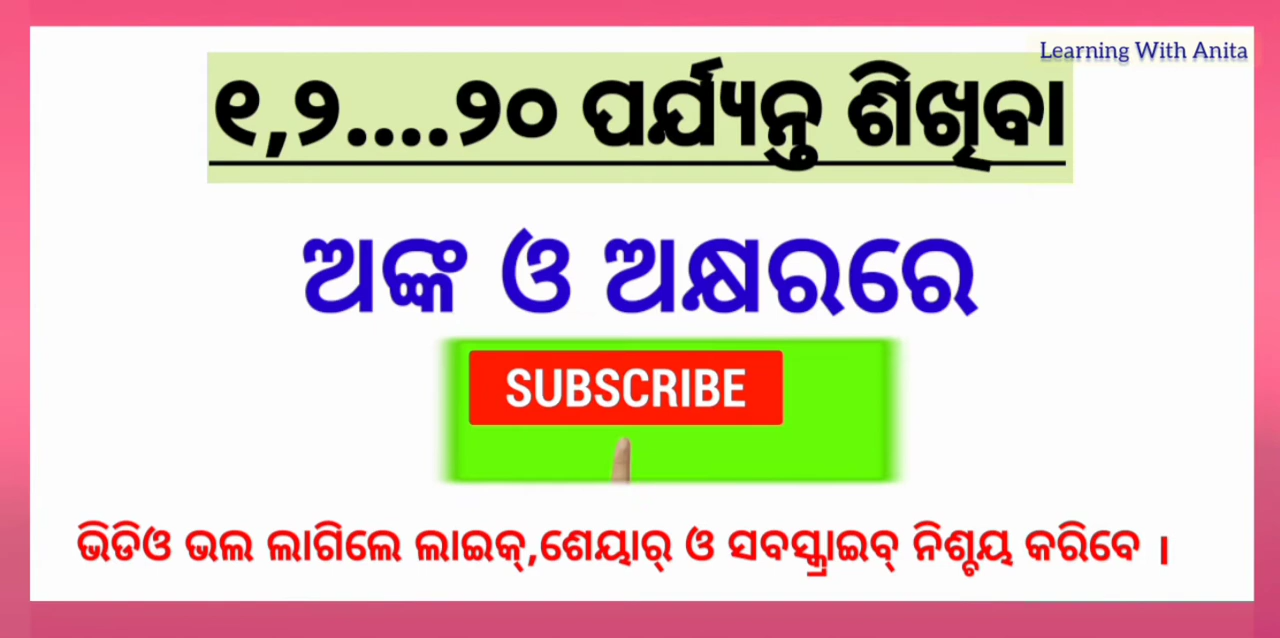 Learning With Anita
୧,୨....୨୦ ପର୍ଯ୍ୟନ୍ତ ଶିଖିବା
ଅଙ୍କ ଓ ଅକ୍ଷରରେ
SUBSCRIBE
ଭିଡିଓ ଭଲ ଲାଗିଲେ ଲାଇକ୍,ଶେୟାର୍ ଓ ସବସ୍କ୍ରାଇବ୍ ନିଶ୍ଚୟ କରିବେ ।